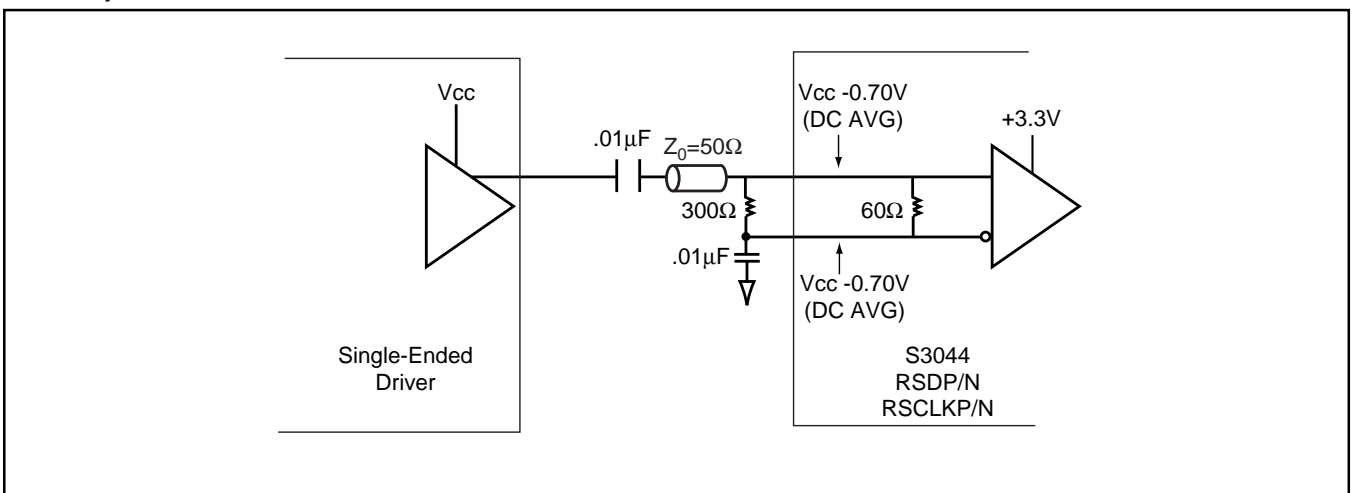 Vcc
.01μF
Z0=50Ω
Vcc -0.70V
(DC AVG)
+3.3V
300Ω
60Ω
.01μF
Vcc -0.70V
(DC AVG)
Single-Ended
Driver
S3044
RSDP/N
RSCLKP/N